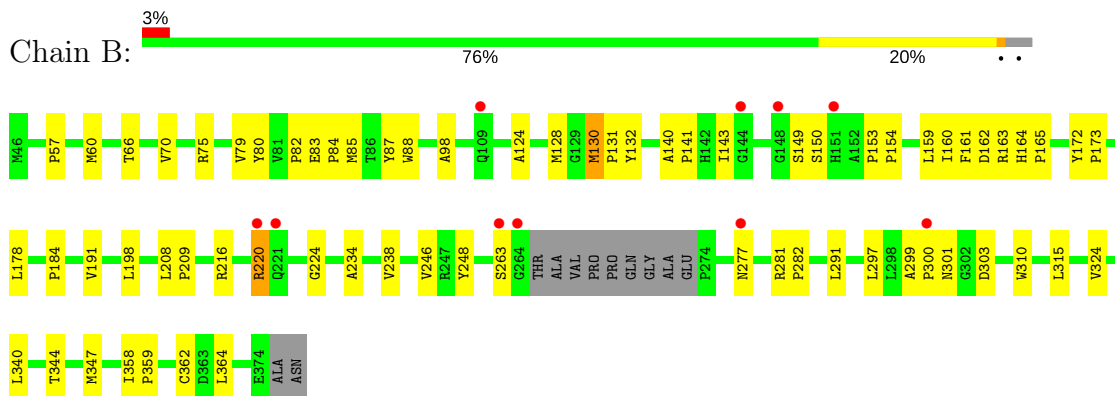 3%
Chain B:
76% 20% • •
M46 P57 M60 T66 V70 R75 V79 Y80 V81 P82 E83 P84 M85 T86 Y87 W88 A98 Q109 A124 M128 G129 M130 P131 Y132 A140 P141 H142 I143 G144 G148 S149 S150 H151 A152 P153 P154 L159 I160 F161 D162 R163 H164 P165 Y172 P173
L178 P184 V191 L198 L208 P209 R216 R220 Q221 G224 A234 V238 V246 R247 Y248 S263 G264 THR ALA VAL PRO PRO GLN GLY ALA GLU P274 N277 R281 P282 L291 L297 L298 A299 P300 N301 G302 D303 W310 L315 V324
L340 T344 M347 I358 P359 C362 D363 L364 E374 ALA ASN